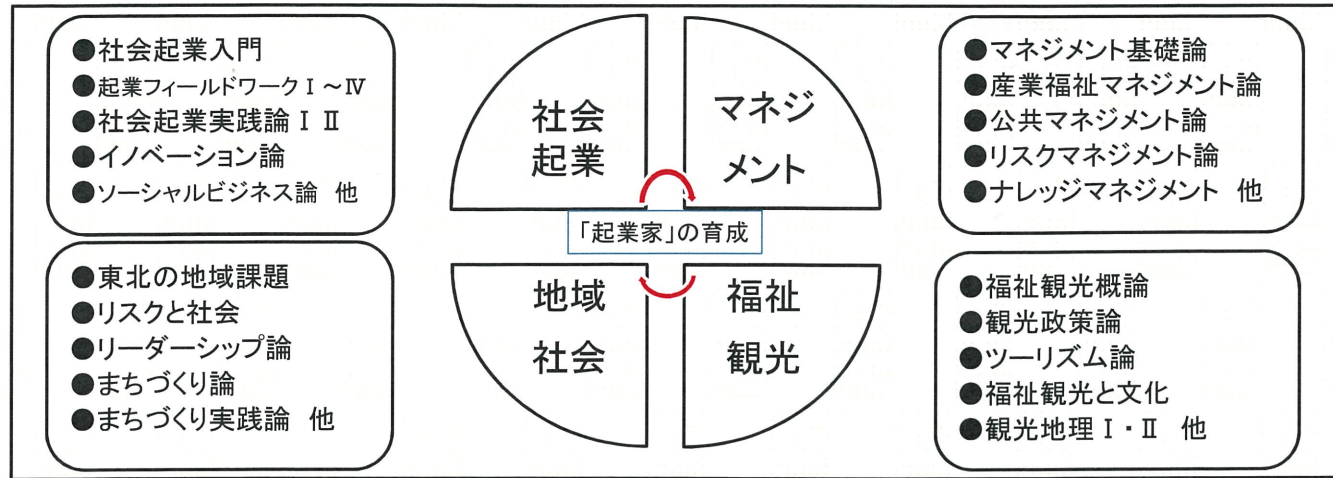 ●社会起業入門
●起業フィールドワークⅠ～Ⅳ
●社会起業実践論ⅠⅡ
●イノベーション論
●ソーシャルビジネス論 他
社会
起業
マネジ
メント
●マネジメント基礎論
●産業福祉マネジメント論
●公共マネジメント論
●リスクマネジメント論
●ナレッジマネジメント 他
「起業家」の育成
●東北の地域課題
●リスクと社会
●リーダーシップ論
●まちづくり論
●まちづくり実践論 他
地域
社会
福祉
観光
●福祉観光概論
●観光政策論
●ツーリズム論
●福祉観光と文化
●観光地理Ⅰ・Ⅱ 他